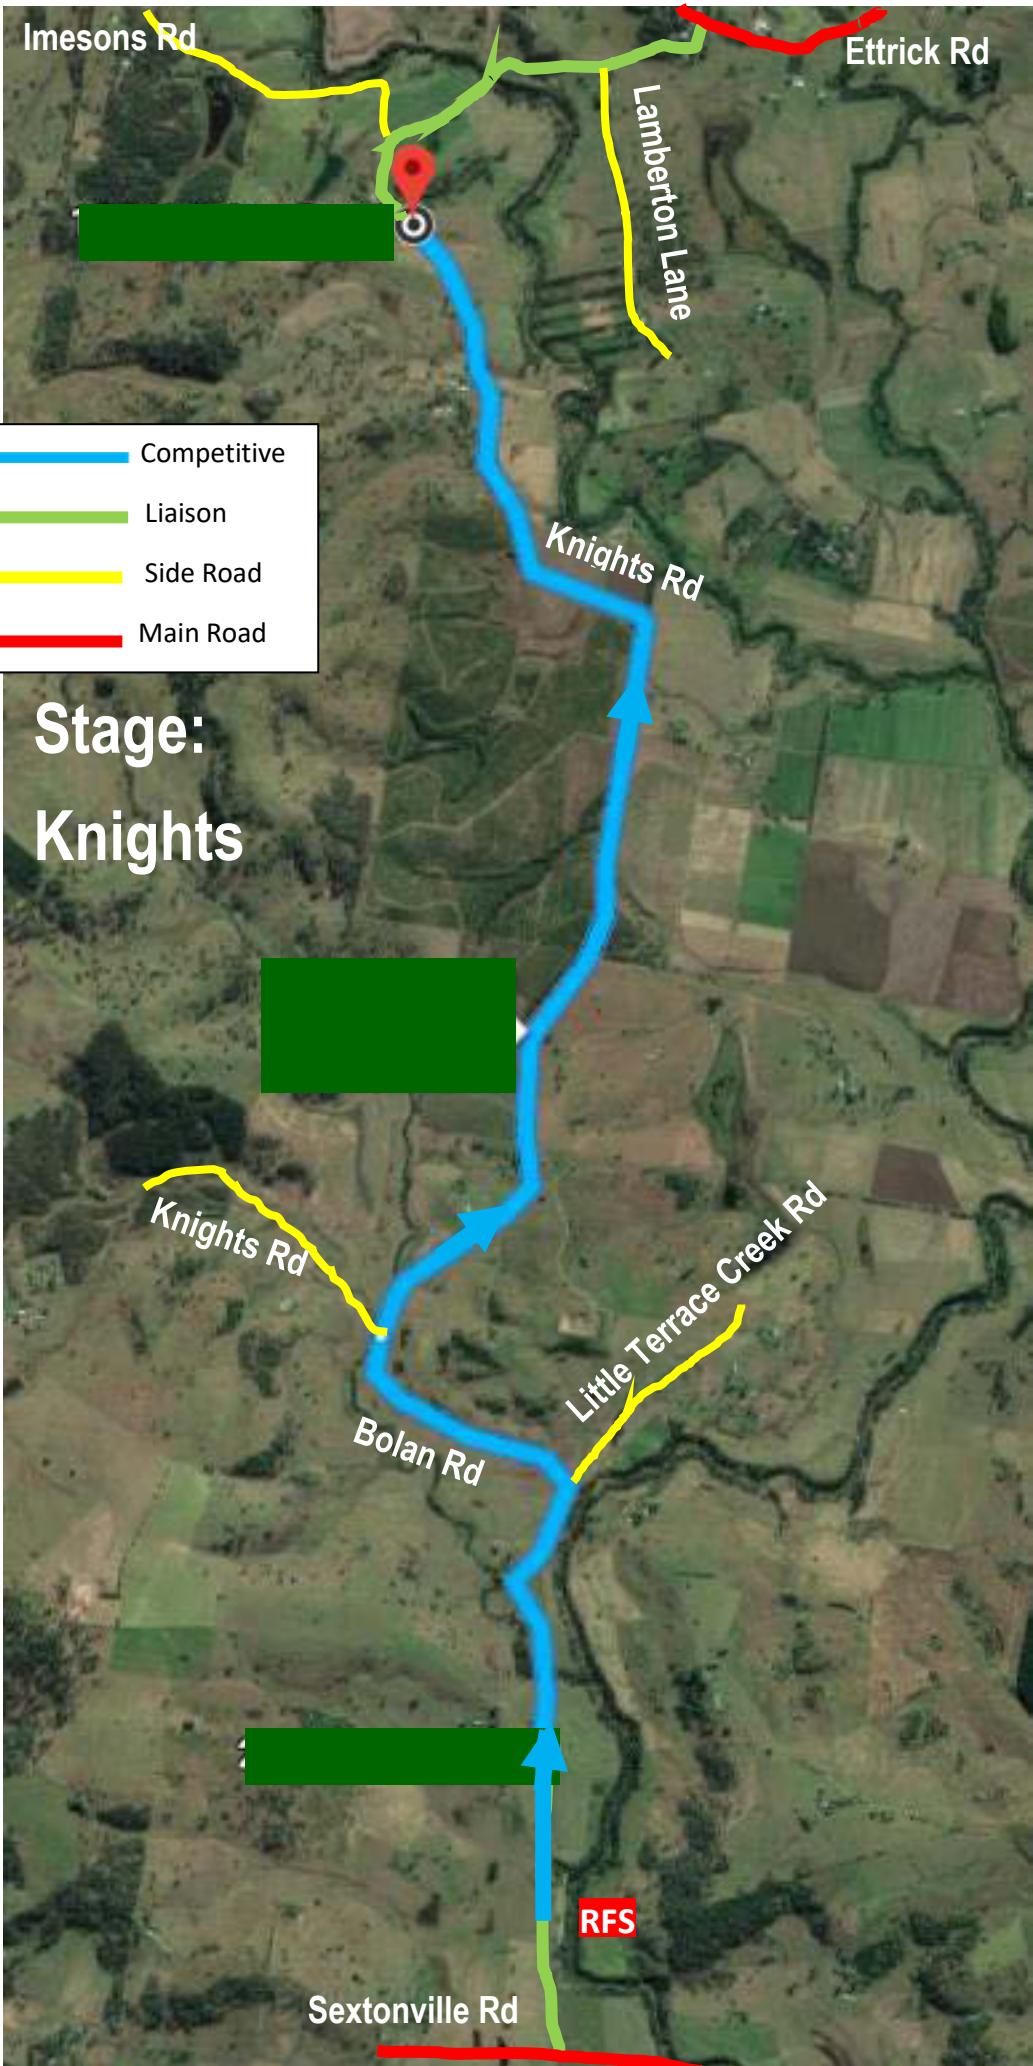 Imesons Rd
Ettrick Rd
Lamberton Lane
Competitive
Liaison
Side Road
Main Road
Knights Rd
Stage:
Knights
Knights Rd
Little Terrace Creek Rd
Bolan Rd
RFS
Sextonville Rd